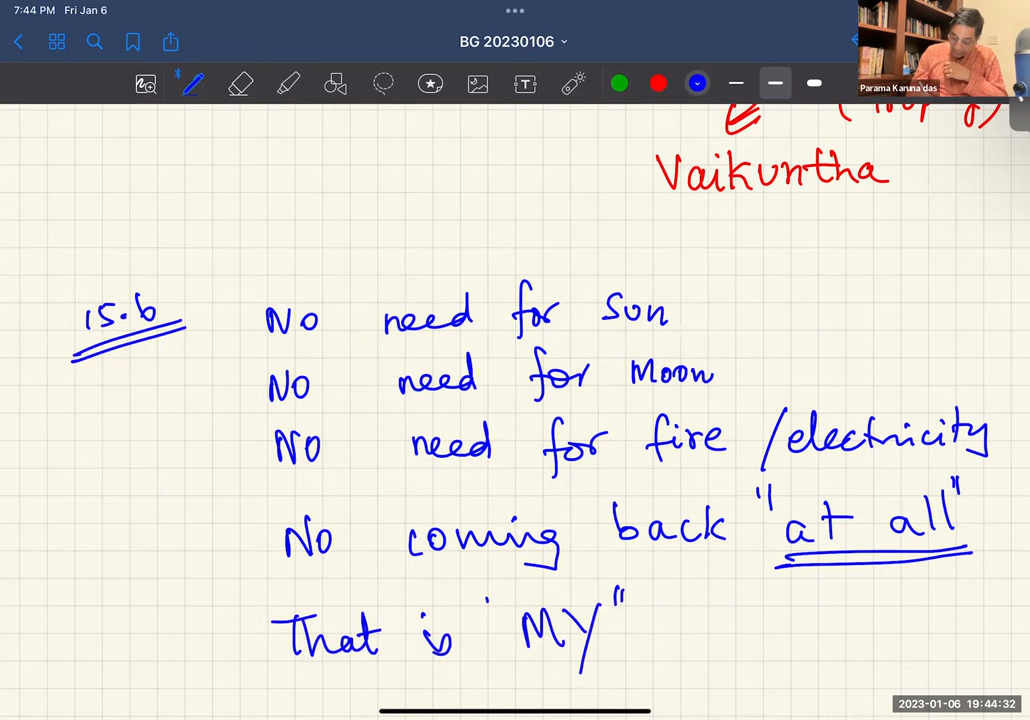 7:44 PM Fri Jan 6
BG 20230106
Parama Karuna das
Vaikuntha
15.6 No need for Sun
No need for Moon
No need for fire /electricity
No coming back "at all"
That is "MY"
2023-01-06 19:44:32